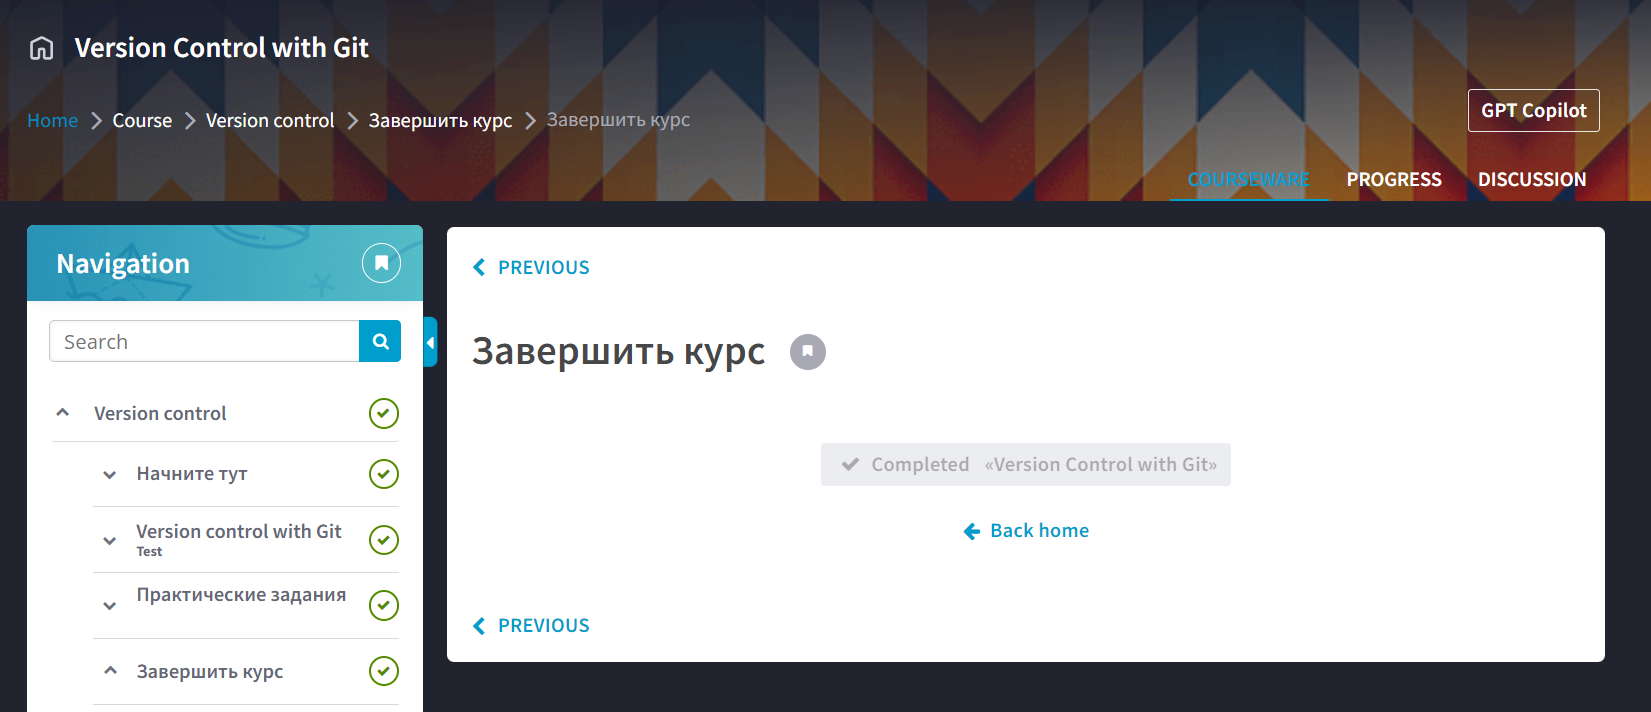 Version Control with Git
Home Course Version control Завершить курс Завершить курс
GPT Copilot
COURSEWARE PROGRESS DISCUSSION
Navigation
Search
Version control
Начните тут
Version control with Git
Test
Практические задания
Завершить курс
PREVIOUS
Завершить курс
Completed «Version Control with Git»
Back home
PREVIOUS